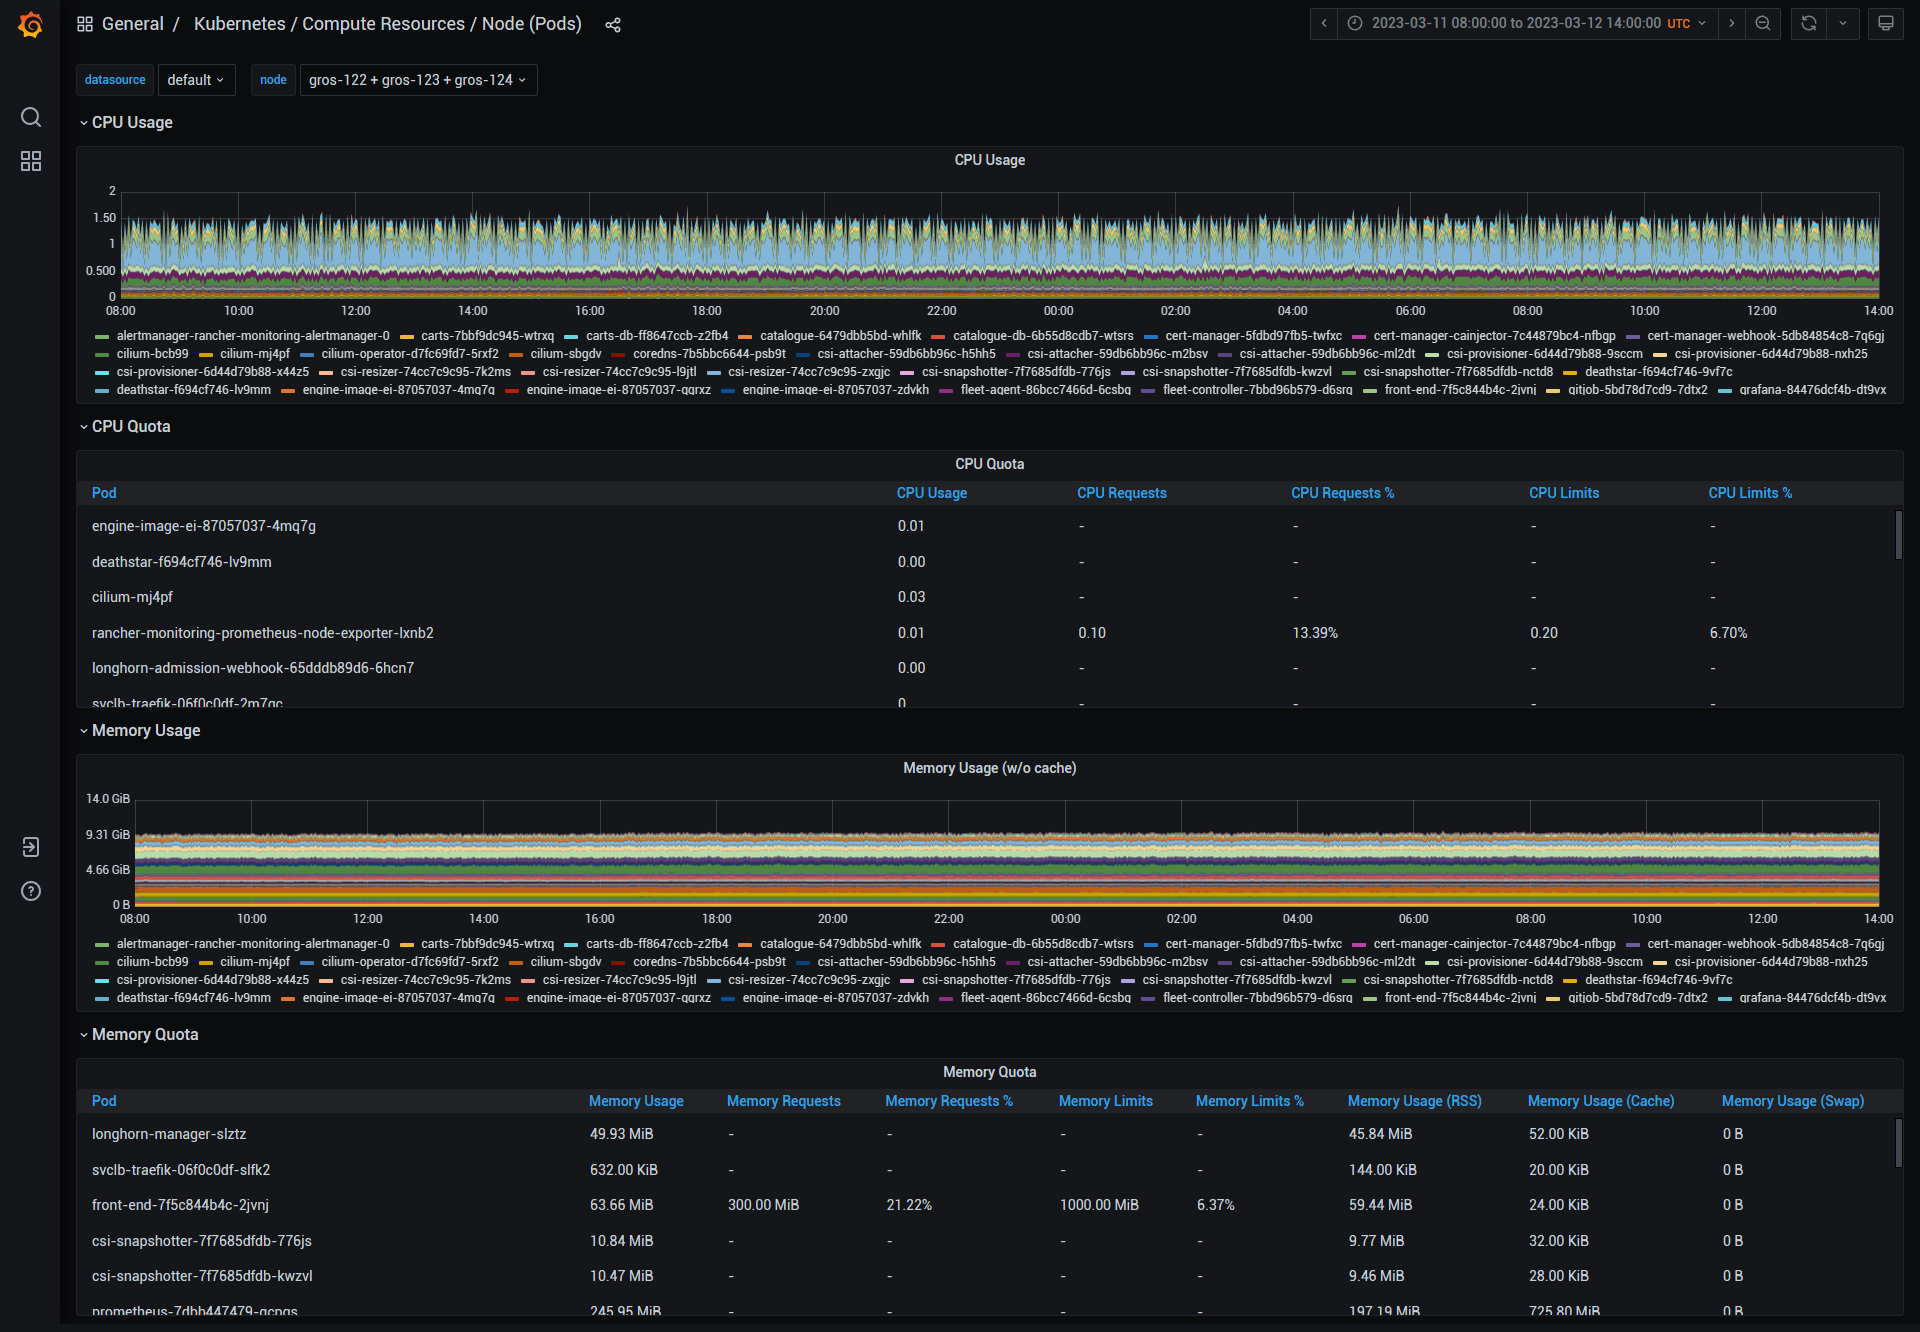 General / Kubernetes / Compute Resources / Node (Pods)
2023-03-11 08:00:00 to 2023-03-12 14:00:00 UTC
datasource default node gros-122 + gros-123 + gros-124
CPU Usage
CPU Usage
2
1.50
1
0.500
0
08:00 10:00 12:00 14:00 16:00 18:00 20:00 22:00 00:00 02:00 04:00 06:00 08:00 10:00 12:00 14:00
alertmanager-rancher-monitoring-alertmanager-0 carts-7bbf9dc945-wtrxq carts-db-ff8647ccb-z2fb4 catalogue-6479dbb5bd-whlfk catalogue-db-6b55d8cdb7-wtsrs cert-manager-5fdbd97fb5-twfxc cert-manager-cainjector-7c44879bc4-nfbgp cert-manager-webhook-5db84854c8-7q6gj
cilium-bcb99 cilium-mj4pf cilium-operator-d7fc69fd7-5rxf2 cilium-sbgdv coredns-7b5bbc6644-psb9t csi-attacher-59db6bb96c-h5hh5 csi-attacher-59db6bb96c-m2bsv csi-attacher-59db6bb96c-ml2dt csi-provisioner-6d44d79b88-9sccm csi-provisioner-6d44d79b88-nxh25
csi-provisioner-6d44d79b88-x44z5 csi-resizer-74cc7c9c95-7k2ms csi-resizer-74cc7c9c95-l9jtl csi-resizer-74cc7c9c95-zxgjc csi-snapshotter-7f7685dfdb-776js csi-snapshotter-7f7685dfdb-kwzvl csi-snapshotter-7f7685dfdb-nctd8 deathstar-f694cf746-9vf7c
deathstar-f694cf746-lv9mm engine-image-ei-87057037-4mq7g engine-image-ei-87057037-qgrxz engine-image-ei-87057037-zdvkh fleet-agent-86bcc7466d-6csbg fleet-controller-7bbd96b579-d6srg front-end-7f5c844b4c-2jvnj gitjob-5bd78d7cd9-7dtx2 grafana-84476dcf4b-dt9vx
CPU Quota
CPU Quota
Pod CPU Usage CPU Requests CPU Requests % CPU Limits CPU Limits %
engine-image-ei-87057037-4mq7g 0.01 - - - -
deathstar-f694cf746-lv9mm 0.00 - - - -
cilium-mj4pf 0.03 - - - -
rancher-monitoring-prometheus-node-exporter-lxnb2 0.01 0.10 13.39% 0.20 6.70%
longhorn-admission-webhook-65dddb89d6-6hcn7 0.00 - - - -
svclb-traefik-06f0c0df-2m7gc 0 - - - -
Memory Usage
Memory Usage (w/o cache)
14.0 GiB
9.31 GiB
4.66 GiB
0 B
08:00 10:00 12:00 14:00 16:00 18:00 20:00 22:00 00:00 02:00 04:00 06:00 08:00 10:00 12:00 14:00
alertmanager-rancher-monitoring-alertmanager-0 carts-7bbf9dc945-wtrxq carts-db-ff8647ccb-z2fb4 catalogue-6479dbb5bd-whlfk catalogue-db-6b55d8cdb7-wtsrs cert-manager-5fdbd97fb5-twfxc cert-manager-cainjector-7c44879bc4-nfbgp cert-manager-webhook-5db84854c8-7q6gj
cilium-bcb99 cilium-mj4pf cilium-operator-d7fc69fd7-5rxf2 cilium-sbgdv coredns-7b5bbc6644-psb9t csi-attacher-59db6bb96c-h5hh5 csi-attacher-59db6bb96c-m2bsv csi-attacher-59db6bb96c-ml2dt csi-provisioner-6d44d79b88-9sccm csi-provisioner-6d44d79b88-nxh25
csi-provisioner-6d44d79b88-x44z5 csi-resizer-74cc7c9c95-7k2ms csi-resizer-74cc7c9c95-l9jtl csi-resizer-74cc7c9c95-zxgjc csi-snapshotter-7f7685dfdb-776js csi-snapshotter-7f7685dfdb-kwzvl csi-snapshotter-7f7685dfdb-nctd8 deathstar-f694cf746-9vf7c
deathstar-f694cf746-lv9mm engine-image-ei-87057037-4mq7g engine-image-ei-87057037-qgrxz engine-image-ei-87057037-zdvkh fleet-agent-86bcc7466d-6csbg fleet-controller-7bbd96b579-d6srg front-end-7f5c844b4c-2jvnj gitjob-5bd78d7cd9-7dtx2 grafana-84476dcf4b-dt9vx
Memory Quota
Memory Quota
Pod Memory Usage Memory Requests Memory Requests % Memory Limits Memory Limits % Memory Usage (RSS) Memory Usage (Cache) Memory Usage (Swap)
longhorn-manager-slztz 49.93 MiB - - - - 45.84 MiB 52.00 KiB 0 B
svclb-traefik-06f0c0df-slfk2 632.00 KiB - - - - 144.00 KiB 20.00 KiB 0 B
front-end-7f5c844b4c-2jvnj 63.66 MiB 300.00 MiB 21.22% 1000.00 MiB 6.37% 59.44 MiB 24.00 KiB 0 B
csi-snapshotter-7f7685dfdb-776js 10.84 MiB - - - - 9.77 MiB 32.00 KiB 0 B
csi-snapshotter-7f7685dfdb-kwzvl 10.47 MiB - - - - 9.46 MiB 28.00 KiB 0 B
prometheus-7dbb447479-qcpqs 245.95 MiB - - - - 197.19 MiB 725.80 MiB 0 B